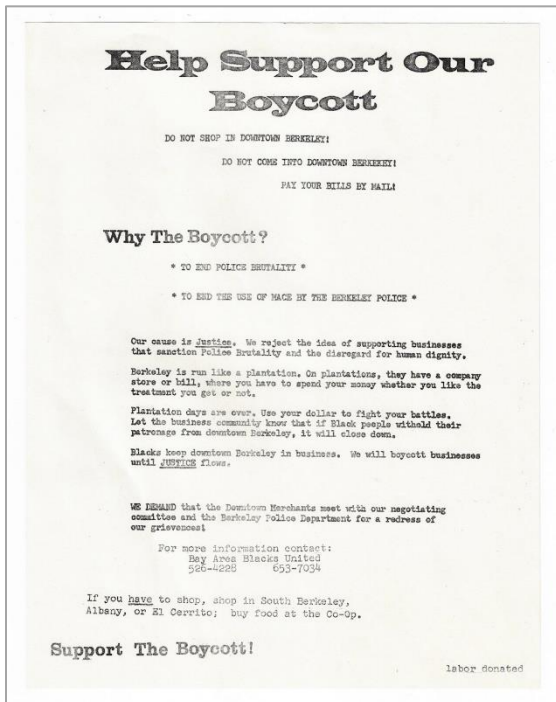 Help Support Our
Boycott
DO NOT SHOP IN DOWNTOWN BERKELEY!
DO NOT COME INTO DOWNTOWN BERKEKEY!
PAY YOUR BILLS BY MAIL!
Why The Boycott?
* TO END POLICE BRUTALITY *
* TO END THE USE OF MACE BY THE BERKELEY POLICE *
Our cause is Justice. We reject the idea of supporting businesses
that sanction Police Brutality and the disregard for human dignity.
Berkeley is run like a plantation. On plantations, they have a company
store or bill, where you have to spend your money whether you like the
treatment you get or not.
Plantation days are over. Use your dollar to fight your battles.
Let the business community know that if Black people withold their
patronage from downtown Berkeley, it will close down.
Blacks keep downtown Berkeley in business. We will boycott businesses
until JUSTICE flows.
WE DEMAND that the Downtown Merchants meet with our negotiating
committee and the Berkeley Police Department for a redress of
our grievences!
For more information contact:
Bay Area Blacks United
526-4228 653-7034
If you have to shop, shop in South Berkeley,
Albany, or El Cerrito; buy food at the Co-Op.
Support The Boycott!
labor donated